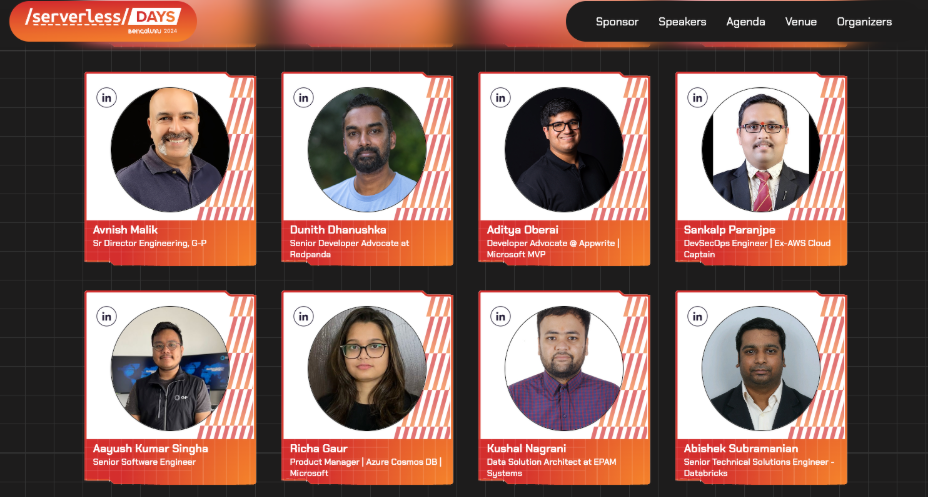 /serverless// DAYS
Bengaluru 2024
Sponsor Speakers Agenda Venue Organizers
in in in in
Avnish Malik
Sr Director Engineering, G-P
Dunith Dhanushka
Senior Developer Advocate at
Redpanda
Aditya Oberai
Developer Advocate @ Appwrite |
Microsoft MVP
Sankalp Paranjpe
DevSecOps Engineer | Ex-AWS Cloud
Captain
in in in in
Aayush Kumar Singha
Senior Software Engineer
Richa Gaur
Product Manager | Azure Cosmos DB |
Microsoft
Kushal Nagrani
Data Solution Architect at EPAM
Systems
Abishek Subramanian
Senior Technical Solutions Engineer -
Databricks